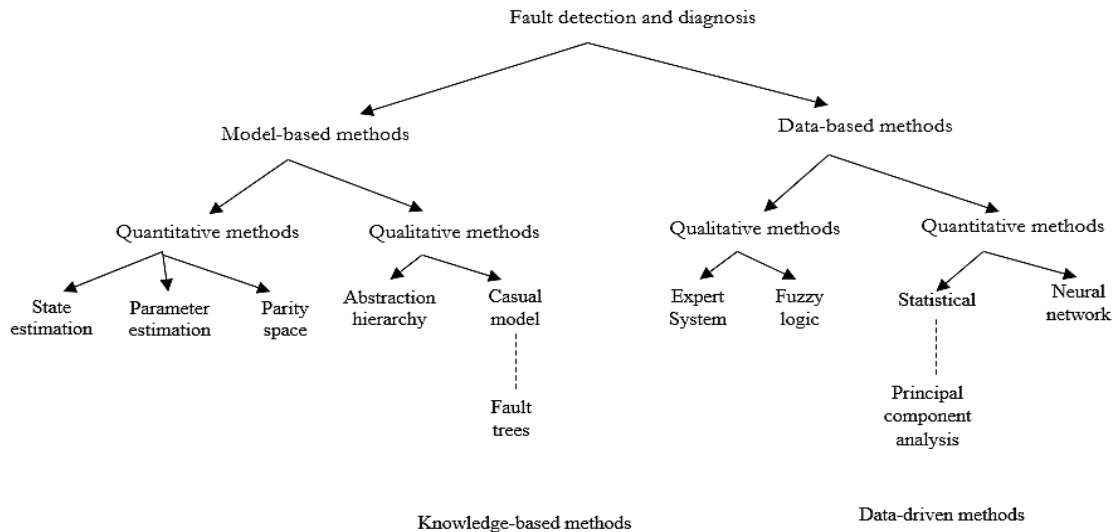 Fault detection and diagnosis
Model-based methods
Data-based methods
Quantitative methods
Qualitative methods
Qualitative methods
Quantitative methods
State
estimation
Parameter
estimation
Parity
space
Abstraction
hierarchy
Casual
model
Expert
System
Fuzzy
logic
Statistical
Neural
network
Fault
trees
Principal
component
analysis
Knowledge-based methods
Data-driven methods